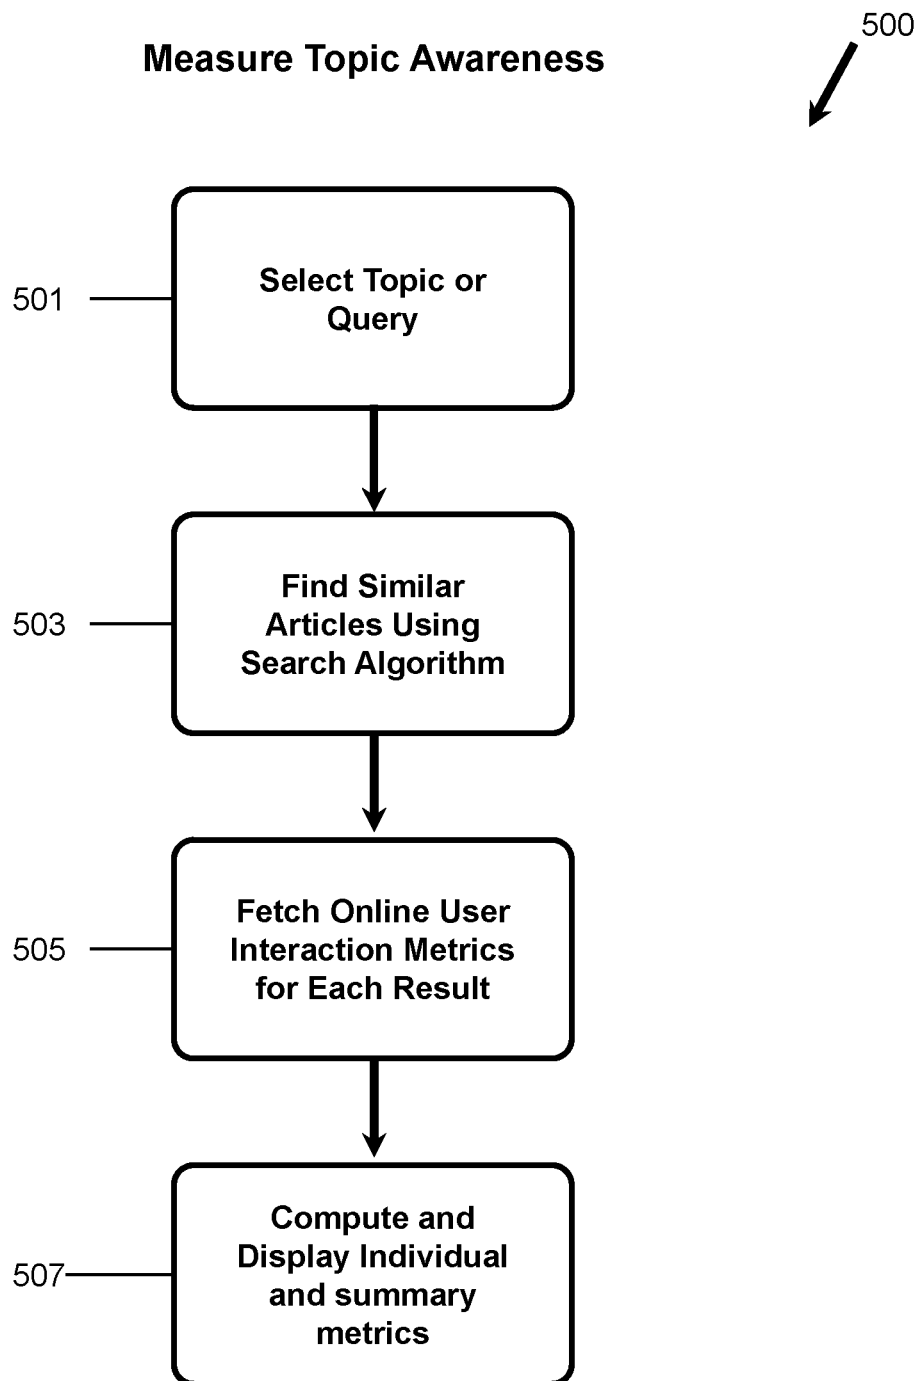 500
Measure Topic Awareness
501
Select Topic or
Query
503
Find Similar
Articles Using
Search Algorithm
505
Fetch Online User
Interaction Metrics
for Each Result
507
Compute and
Display Individual
and summary
metrics